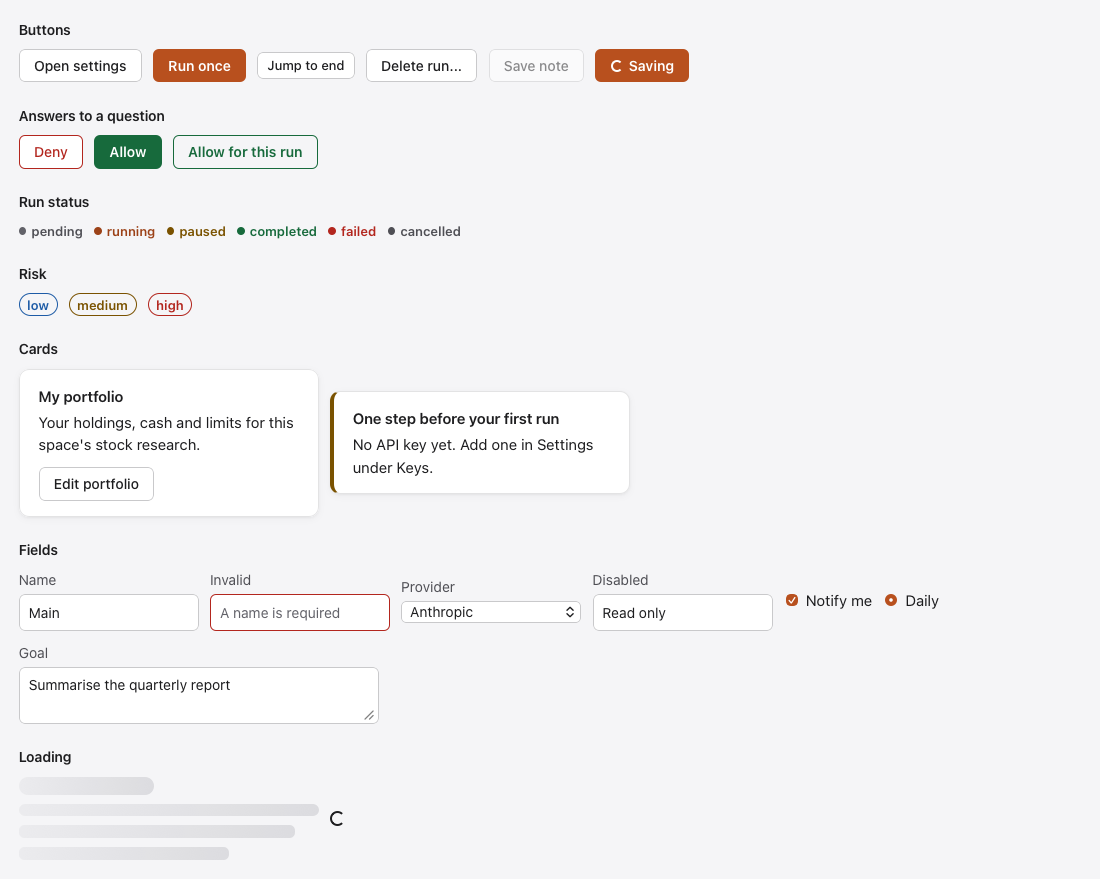 Buttons
Open settings Run once Jump to end Delete run... Save note Saving
Answers to a question
Deny Allow Allow for this run
Run status
pending running paused completed failed cancelled
Risk
low medium high
Cards
My portfolio
Your holdings, cash and limits for this
space's stock research.
Edit portfolio
One step before your first run
No API key yet. Add one in Settings
under Keys.
Fields
Name Invalid Provider Disabled
Main A name is required Anthropic Read only Notify me Daily
Goal
Summarise the quarterly report
Loading